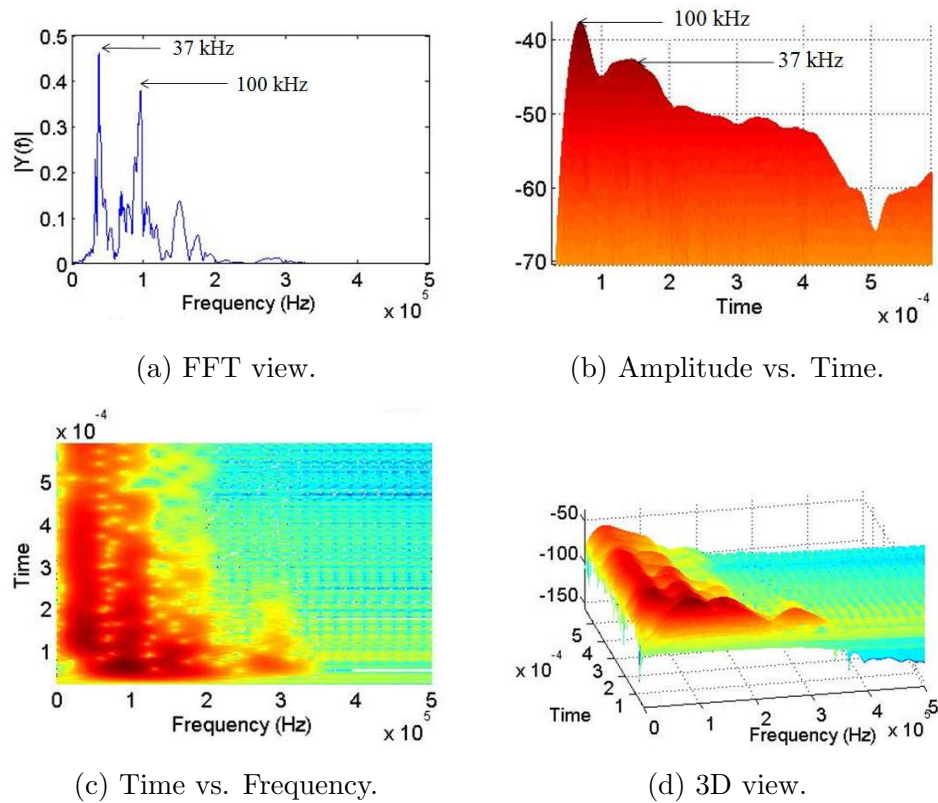 37 kHz
100 kHz
0.5
0.4
0.3
0.2
0.1
0
|Y(f)|
0 1 2 3 4 5
Frequency (Hz)
x 10^5
(a) FFT view.
100 kHz
37 kHz
-40
-50
-60
-70
1 2 3 4 5
Time
x 10^-4
(b) Amplitude vs. Time.
x 10^-4
5
4
3
2
1
Time
0 1 2 3 4 5
Frequency (Hz)
x 10^5
(c) Time vs. Frequency.
-50
-100
-150
x 10^-4
5
4
3
2
1
Time
0 1 2 3 4 5
Frequency (Hz)
x 10^5
(d) 3D view.